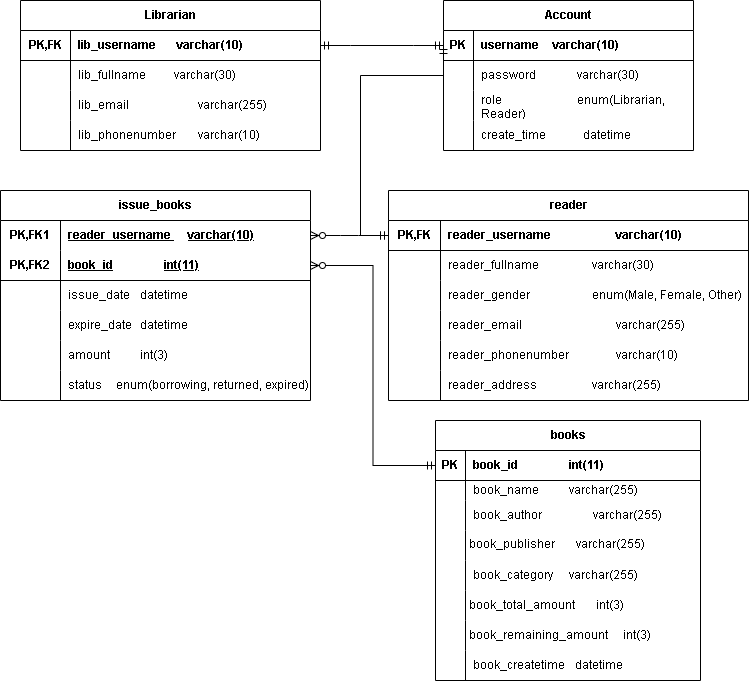 Librarian
PK,FK lib_username varchar(10)
lib_fullname varchar(30)
lib_email varchar(255)
lib_phonenumber varchar(10)
Account
PK username varchar(10)
password varchar(30)
role enum(Librarian,
Reader)
create_time datetime
issue_books
PK,FK1 reader_username varchar(10)
PK,FK2 book_id int(11)
issue_date datetime
expire_date datetime
amount int(3)
status enum(borrowing, returned, expired)
reader
PK,FK reader_username varchar(10)
reader_fullname varchar(30)
reader_gender enum(Male, Female, Other)
reader_email varchar(255)
reader_phonenumber varchar(10)
reader_address varchar(255)
books
PK book_id int(11)
book_name varchar(255)
book_author varchar(255)
book_publisher varchar(255)
book_category varchar(255)
book_total_amount int(3)
book_remaining_amount int(3)
book_createtime datetime